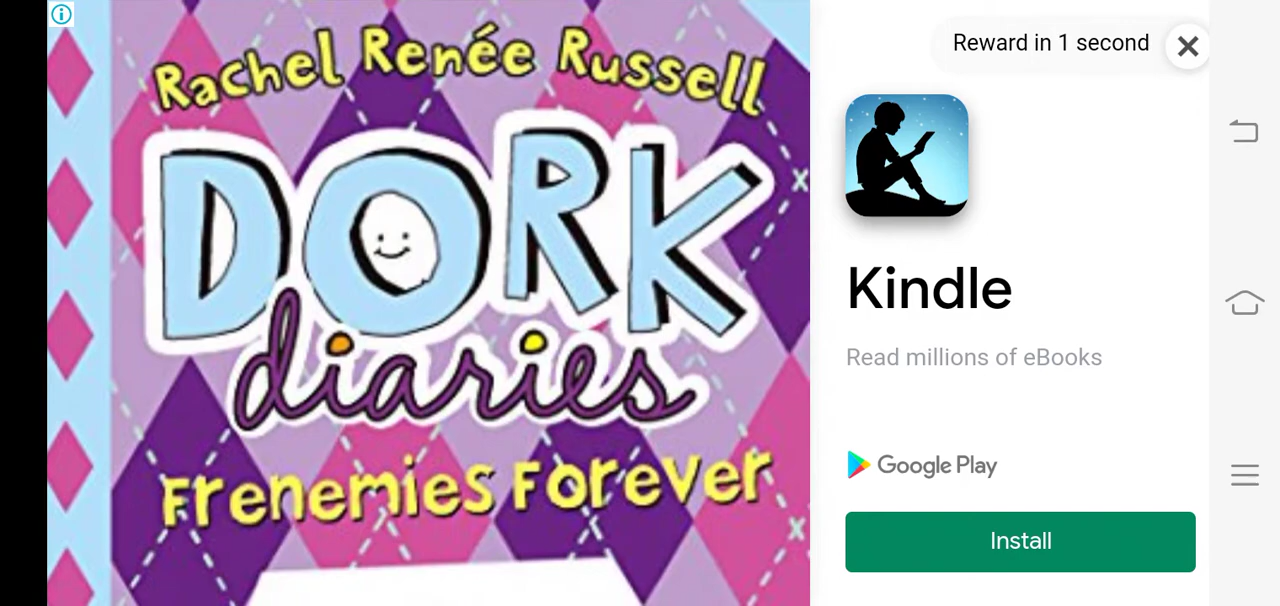 Rachel Renée Russell
DORK
diaries
Frenemies Forever
Reward in 1 second
Kindle
Read millions of eBooks
Google Play
Install